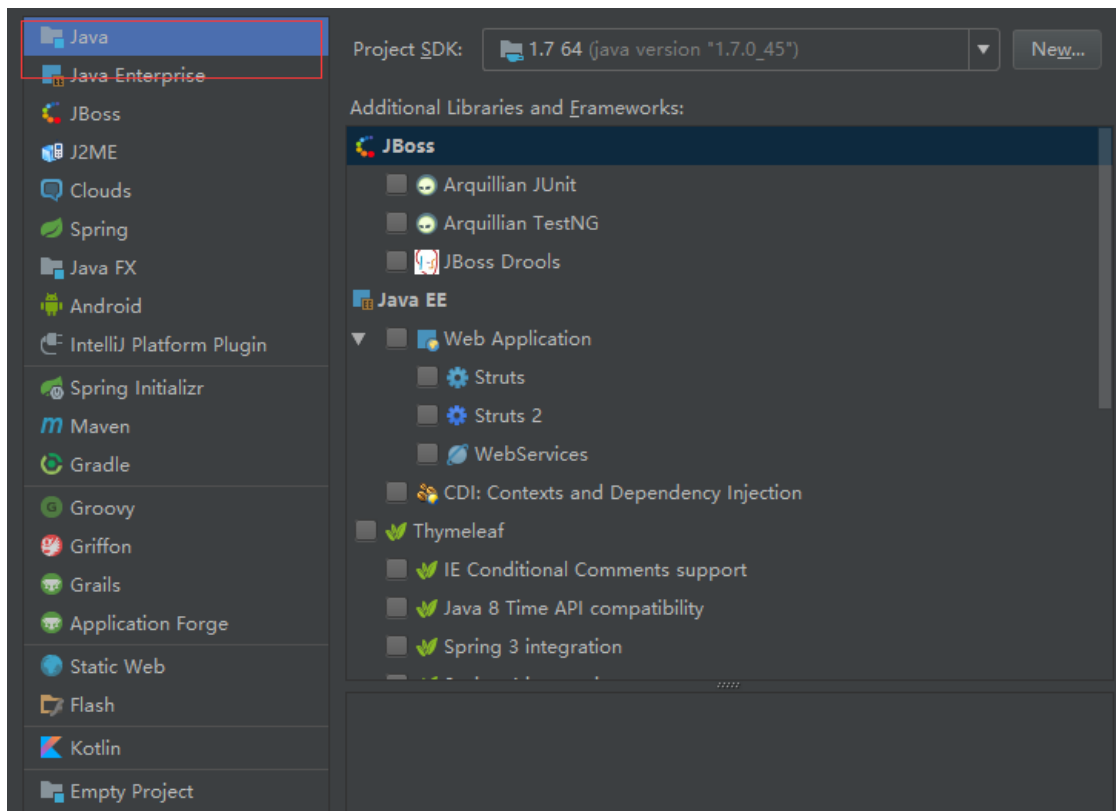 Java
Java Enterprise
JBoss
J2ME
Clouds
Spring
Java FX
Android
IntelliJ Platform Plugin
Spring Initializr
Maven
Gradle
Groovy
Griffon
Grails
Application Forge
Static Web
Flash
Kotlin
Empty Project
Project SDK: 1.7 64 (java version "1.7.0_45") New...
Additional Libraries and Frameworks:
JBoss
Arquillian JUnit
Arquillian TestNG
JBoss Drools
Java EE
Web Application
Struts
Struts 2
WebServices
CDI: Contexts and Dependency Injection
Thymeleaf
IE Conditional Comments support
Java 8 Time API compatibility
Spring 3 integration